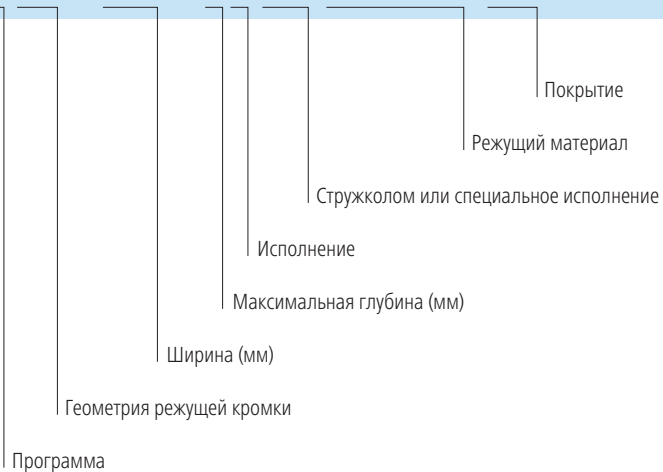 Покрытие
Режущий материал
Стружколом или специальное исполнение
Исполнение
Максимальная глубина (мм)
Ширина (мм)
Геометрия режущей кромки
Программа